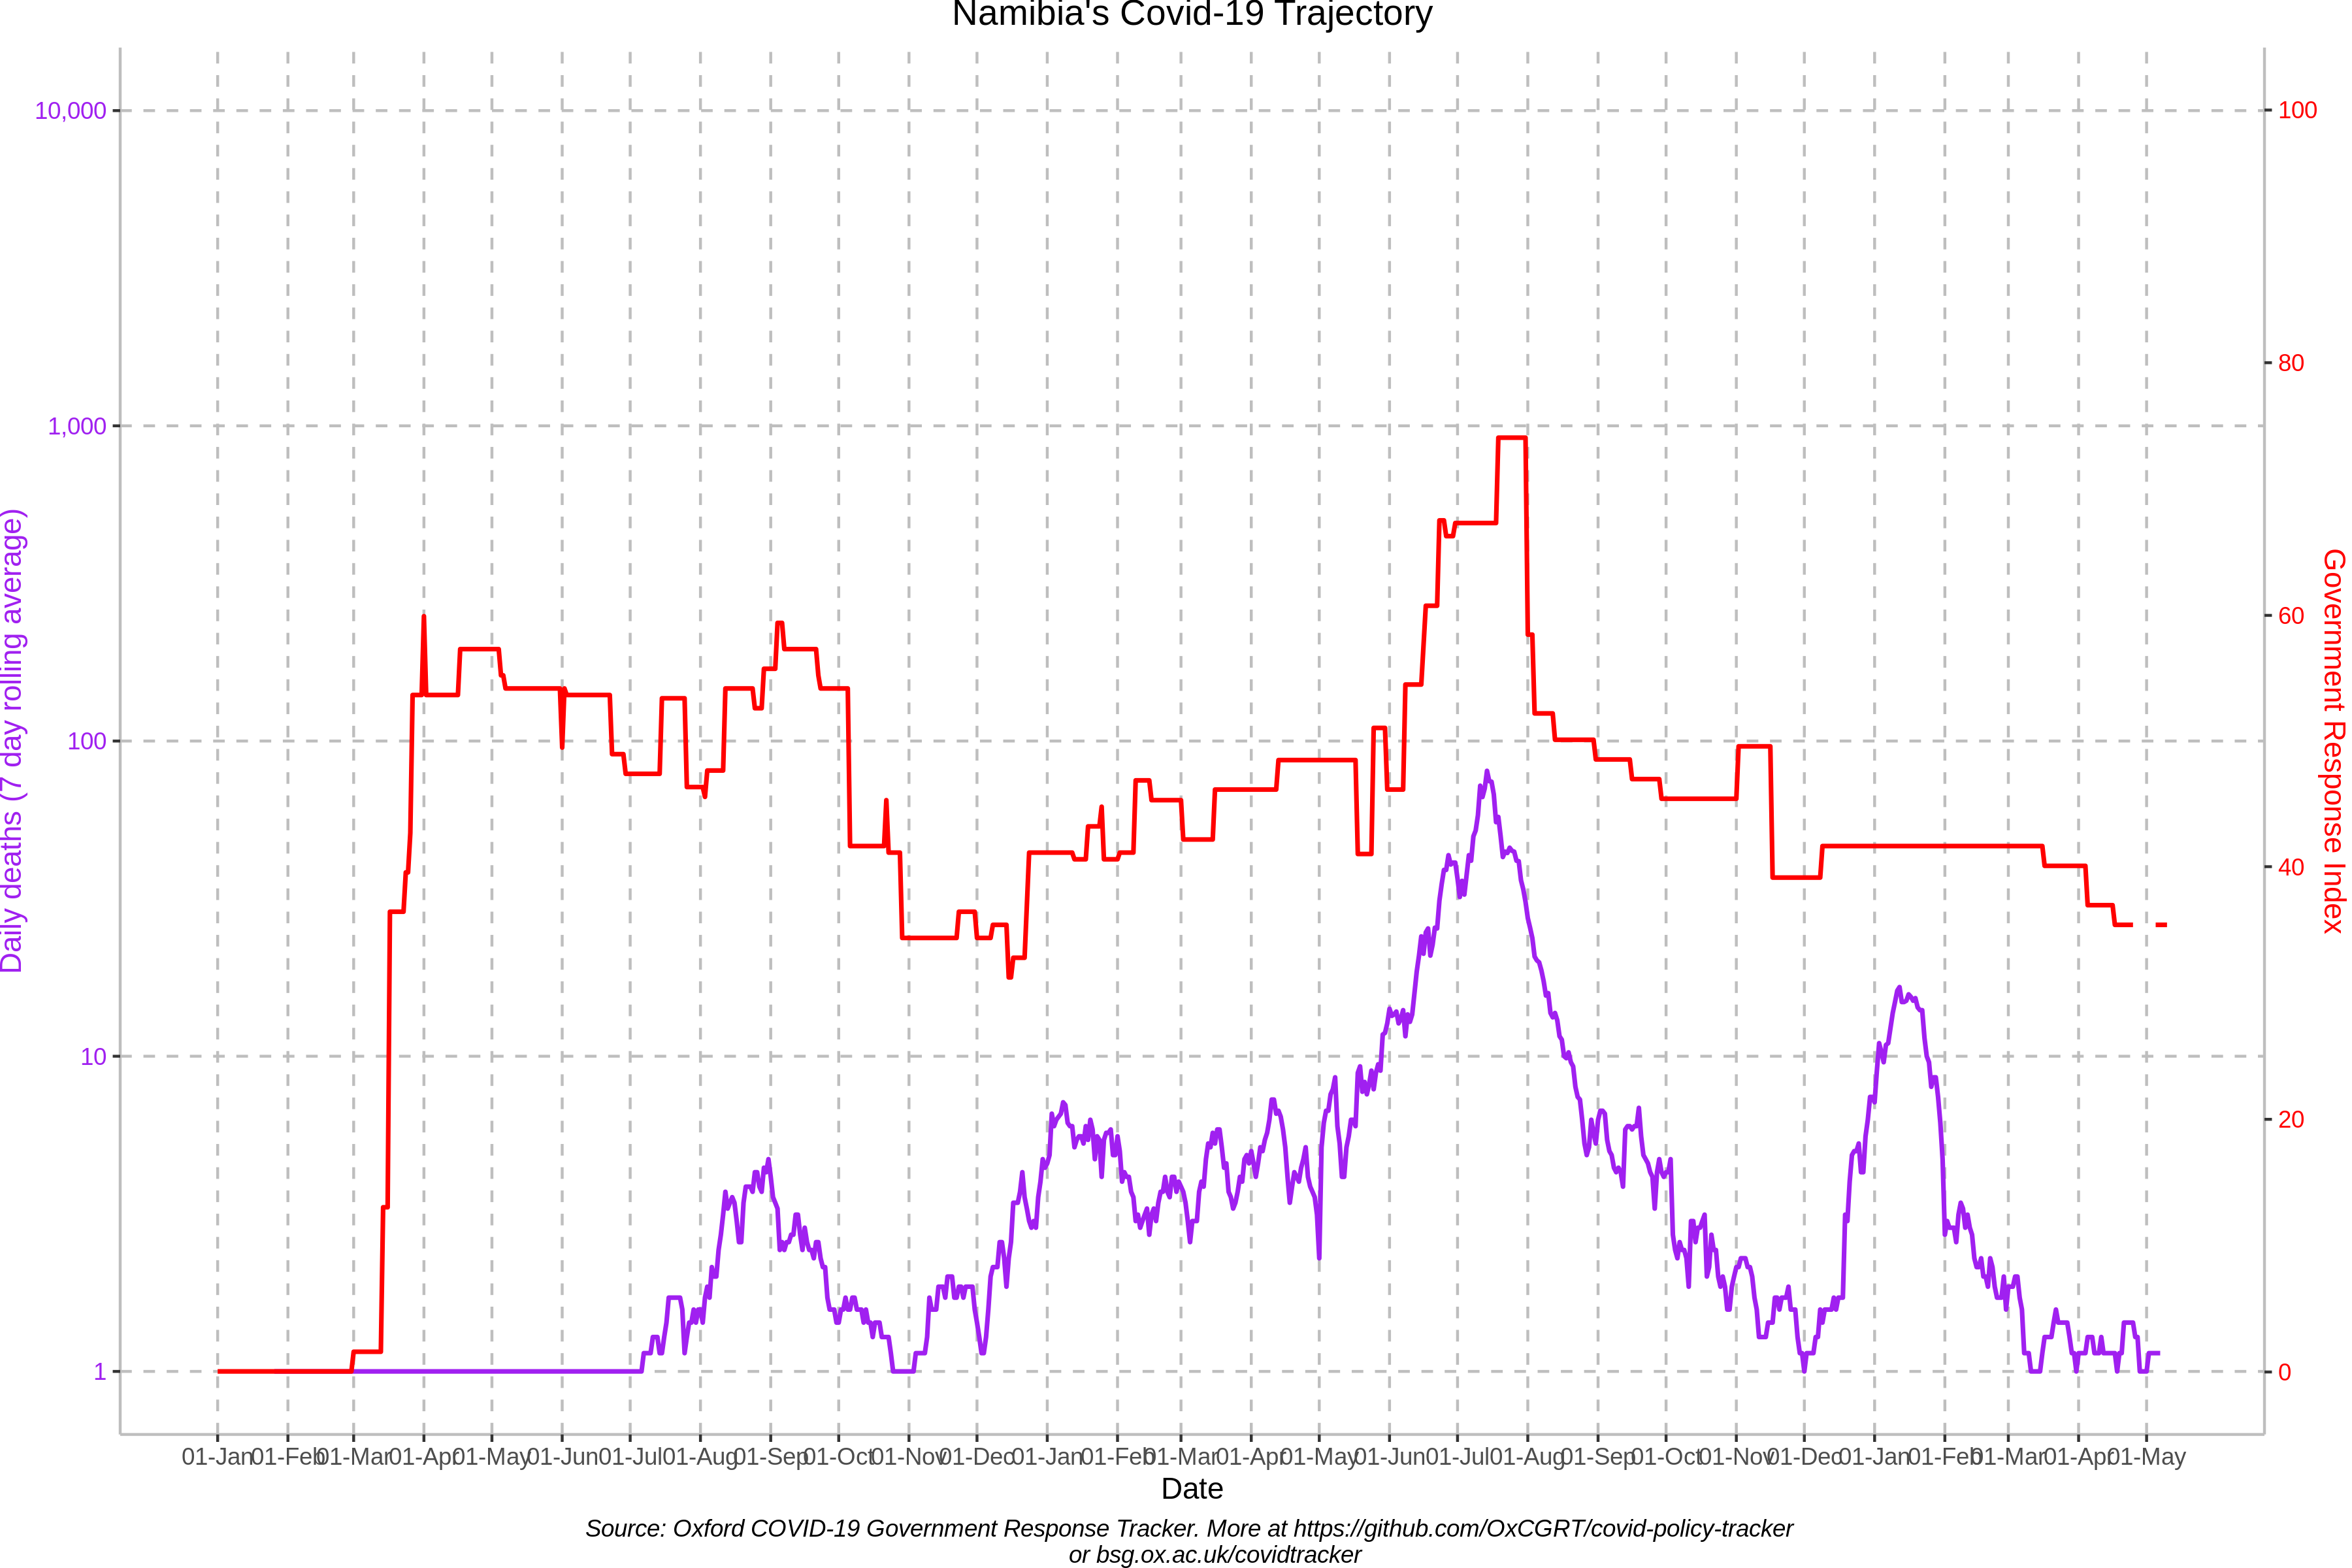 Namibia's Covid-19 Trajectory
10,000
1,000
100
10
1
Daily deaths (7 day rolling average)
100
80
60
40
20
0
Government Response Index
01-Jan 01-Feb 01-Mar 01-Apr 01-May 01-Jun 01-Jul 01-Aug 01-Sep 01-Oct 01-Nov 01-Dec 01-Jan 01-Feb 01-Mar 01-Apr 01-May 01-Jun 01-Jul 01-Aug 01-Sep 01-Oct 01-Nov 01-Dec 01-Jan 01-Feb 01-Mar 01-Apr 01-May
Date
Source: Oxford COVID-19 Government Response Tracker. More at https://github.com/OxCGRT/covid-policy-tracker
or bsg.ox.ac.uk/covidtracker